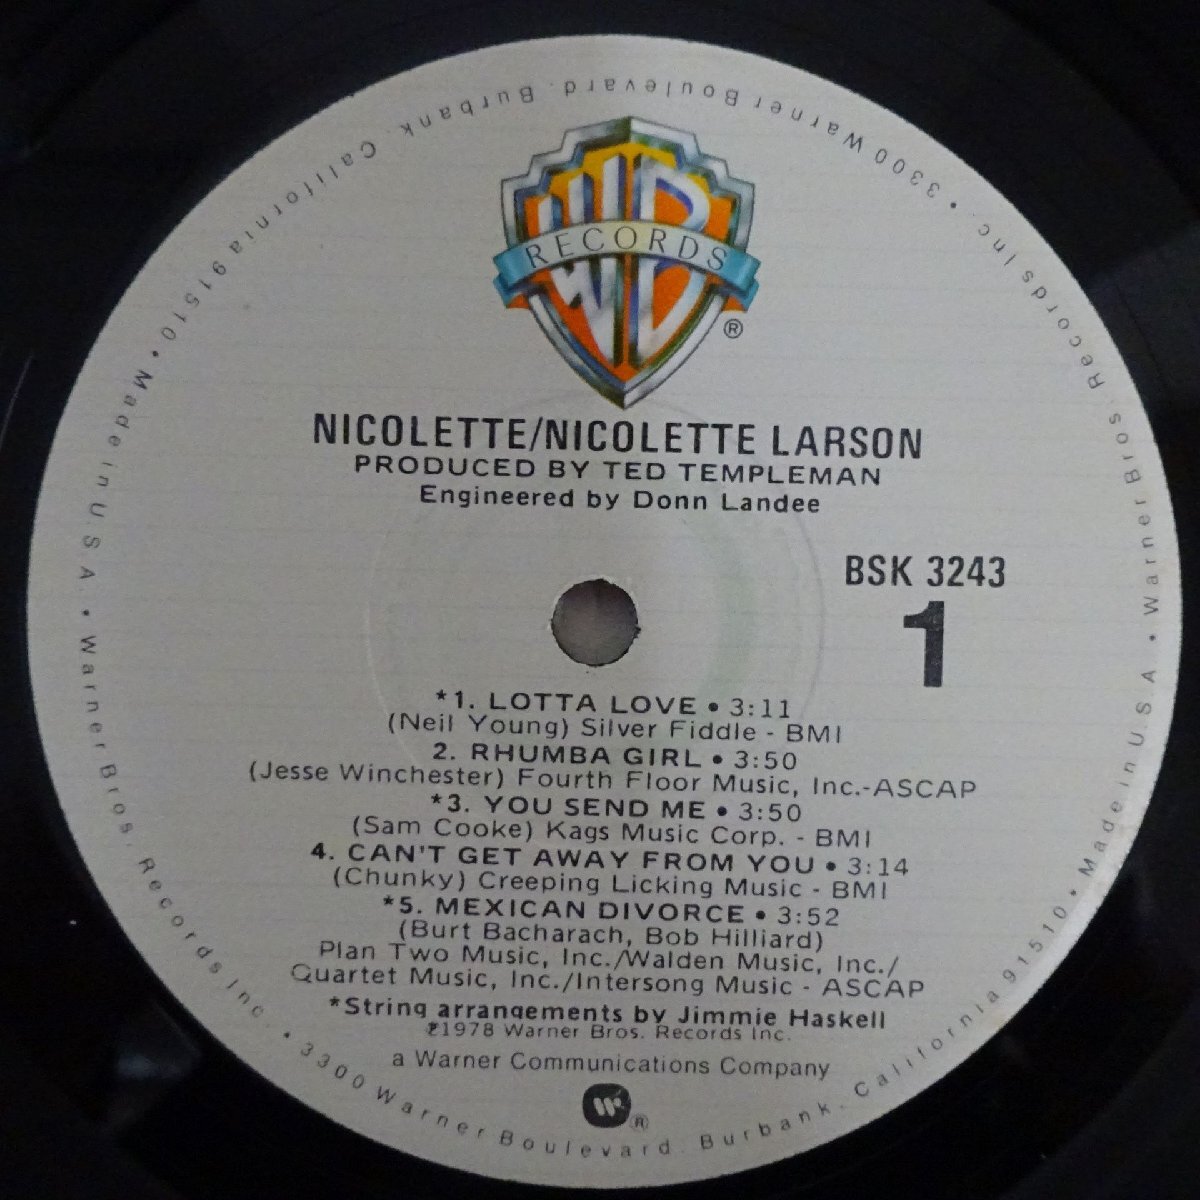 WB
RECORDS
®
NICOLETTE/NICOLETTE LARSON
PRODUCED BY TED TEMPLEMAN
Engineered by Donn Landee
BSK 3243
1
*1. LOTTA LOVE • 3:11
(Neil Young) Silver Fiddle - BMI
2. RHUMBA GIRL • 3:50
(Jesse Winchester) Fourth Floor Music, Inc.-ASCAP
*3. YOU SEND ME • 3:50
(Sam Cooke) Kags Music Corp. - BMI
4. CAN'T GET AWAY FROM YOU • 3:14
(Chunky) Creeping Licking Music - BMI
*5. MEXICAN DIVORCE • 3:52
(Burt Bacharach, Bob Hilliard)
Plan Two Music, Inc./Walden Music, Inc./
Quartet Music, Inc./Intersong Music - ASCAP
*String arrangements by Jimmie Haskell
℗1978 Warner Bros. Records Inc.
a Warner Communications Company
W®
Warner Bros. Records Inc. • 3300 Warner Boulevard. Burbank. California 91510 • Made in U.S.A. • Warner Bros. Records Inc. • 3300 Warner Boulevard. Burbank. California 91510 • Made in U.S.A. •